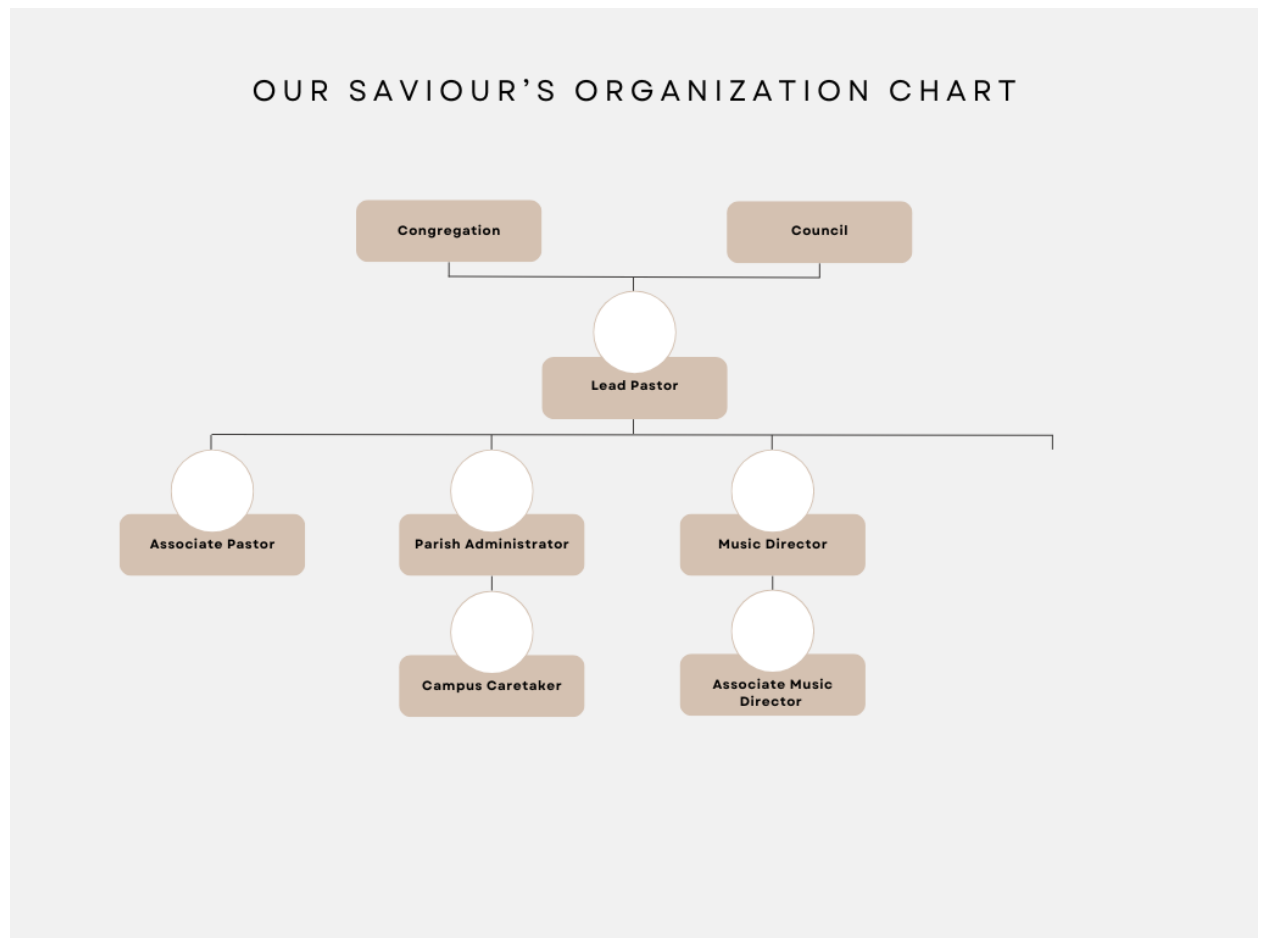 OUR SAVIOUR’S ORGANIZATION CHART
Congregation
Council
Lead Pastor
Associate Pastor
Parish Administrator
Music Director
Campus Caretaker
Associate Music
Director